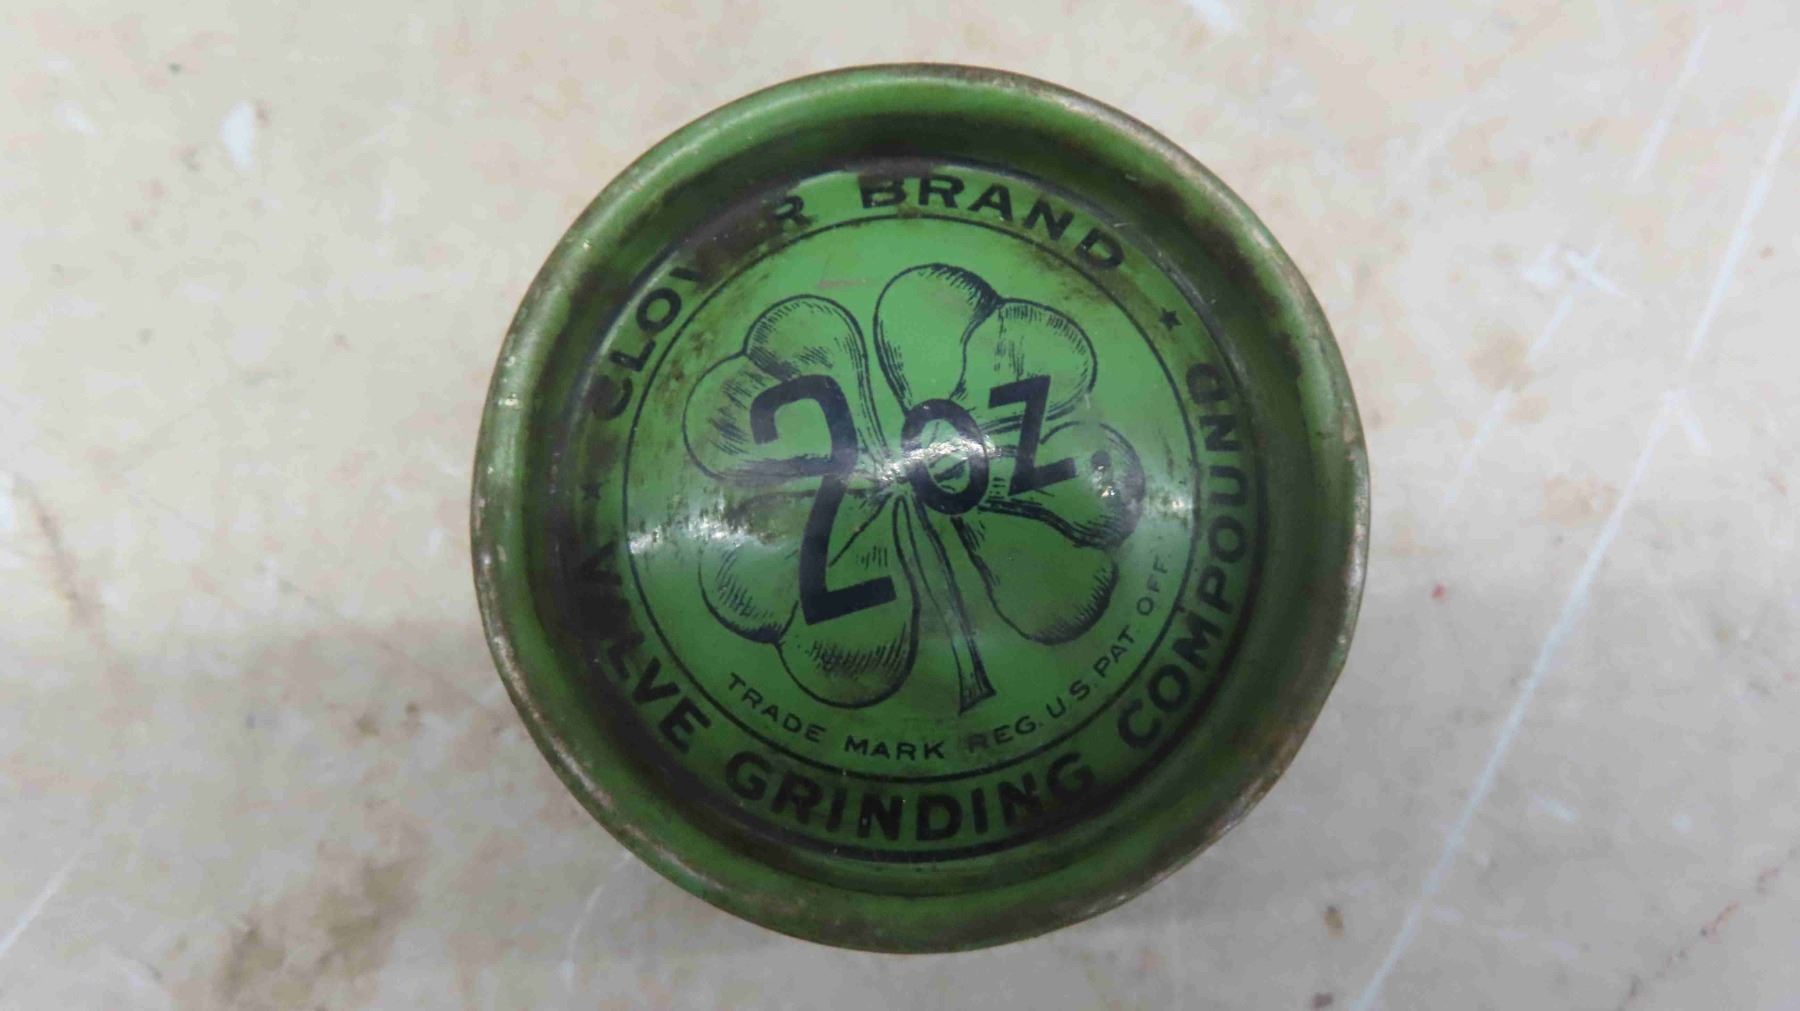 CLOVER BRAND
2 OZ.
TRADE MARK REG. U.S. PAT. OFF.
VALVE GRINDING COMPOUND